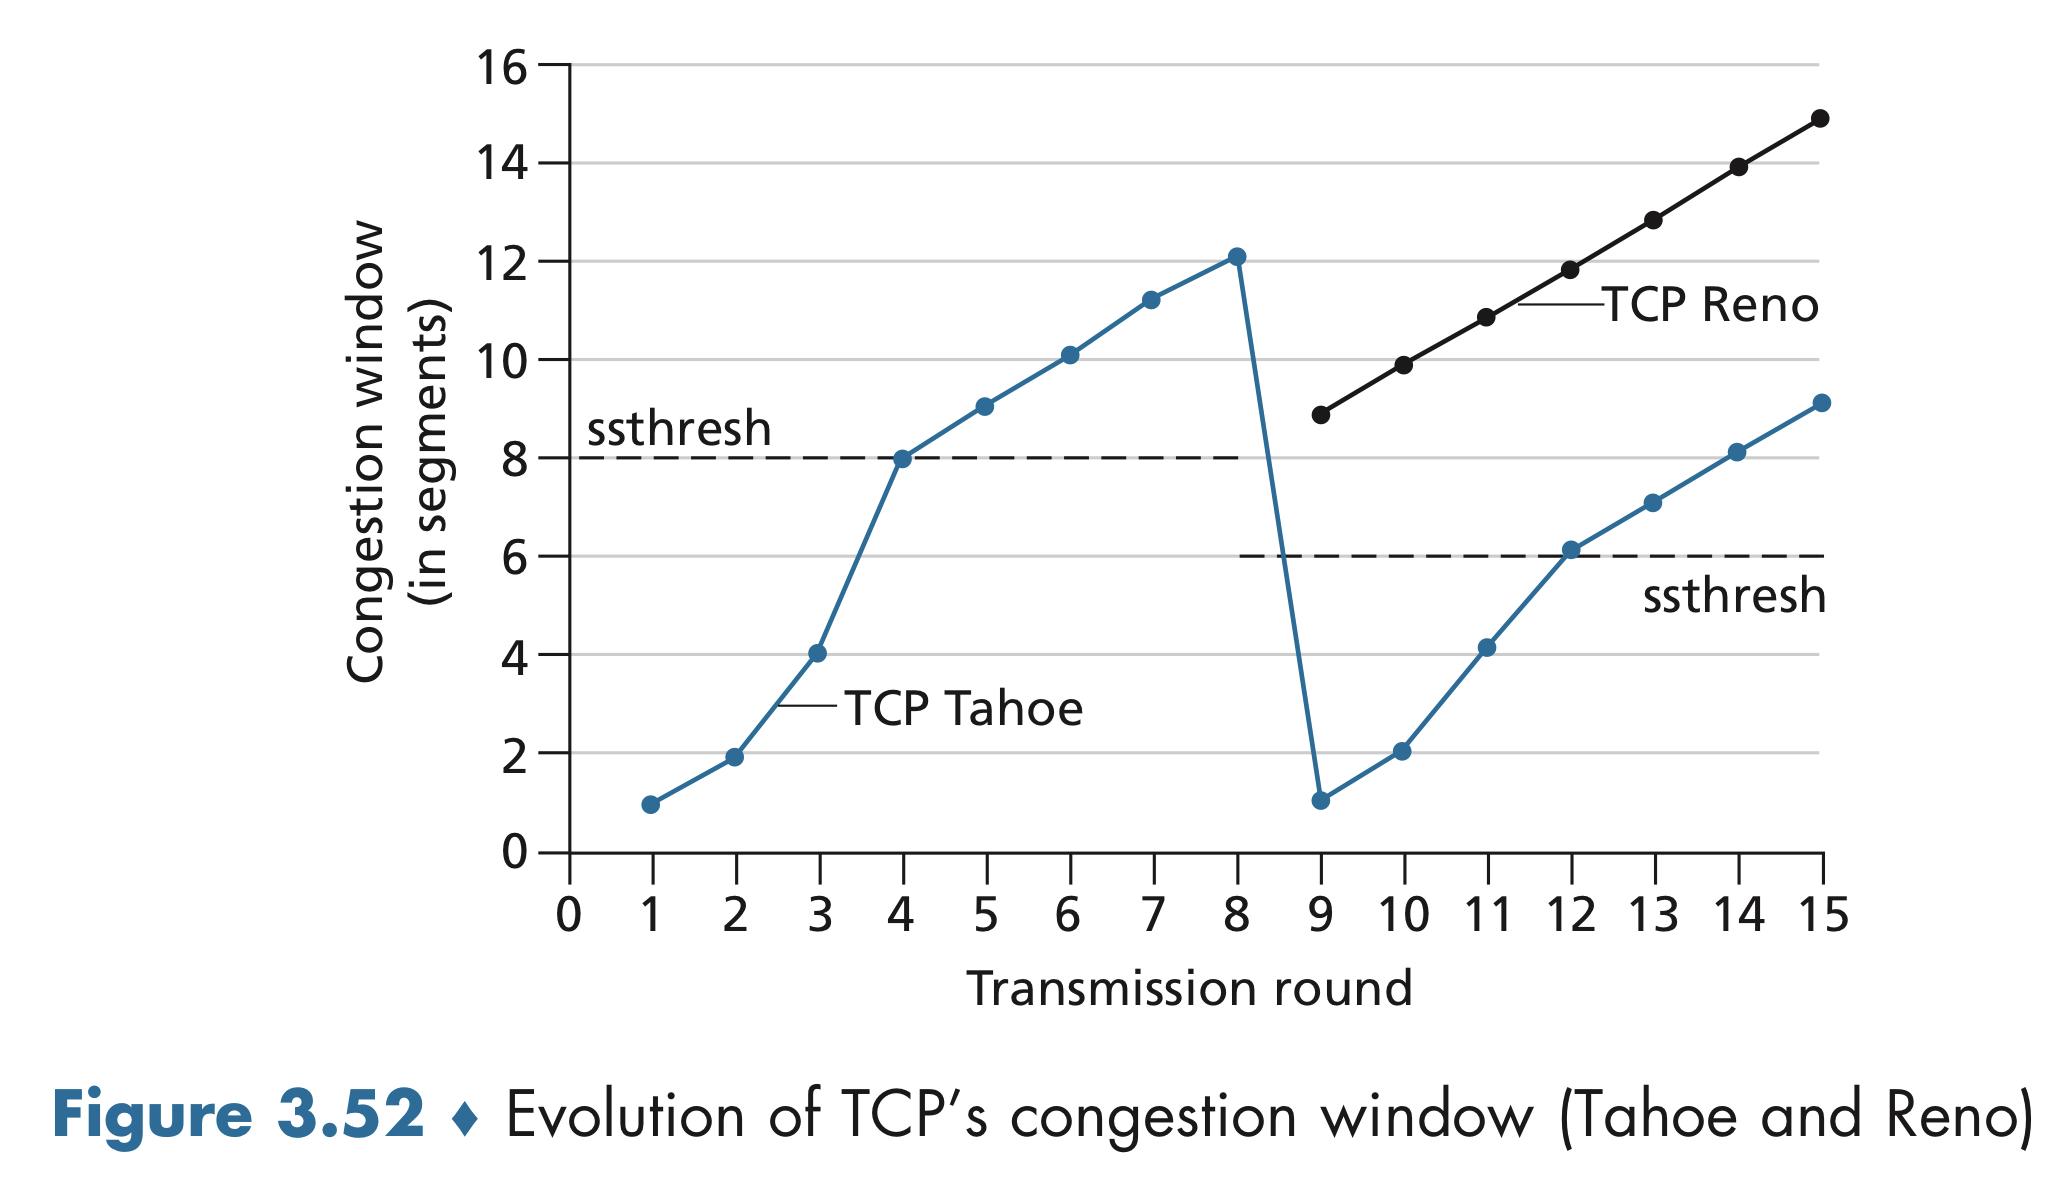 16
14
12
10
8
6
4
2
0
Congestion window
(in segments)
ssthresh
TCP Reno
ssthresh
TCP Tahoe
0 1 2 3 4 5 6 7 8 9 10 11 12 13 14 15
Transmission round
Figure 3.52 ♦ Evolution of TCP’s congestion window (Tahoe and Reno)